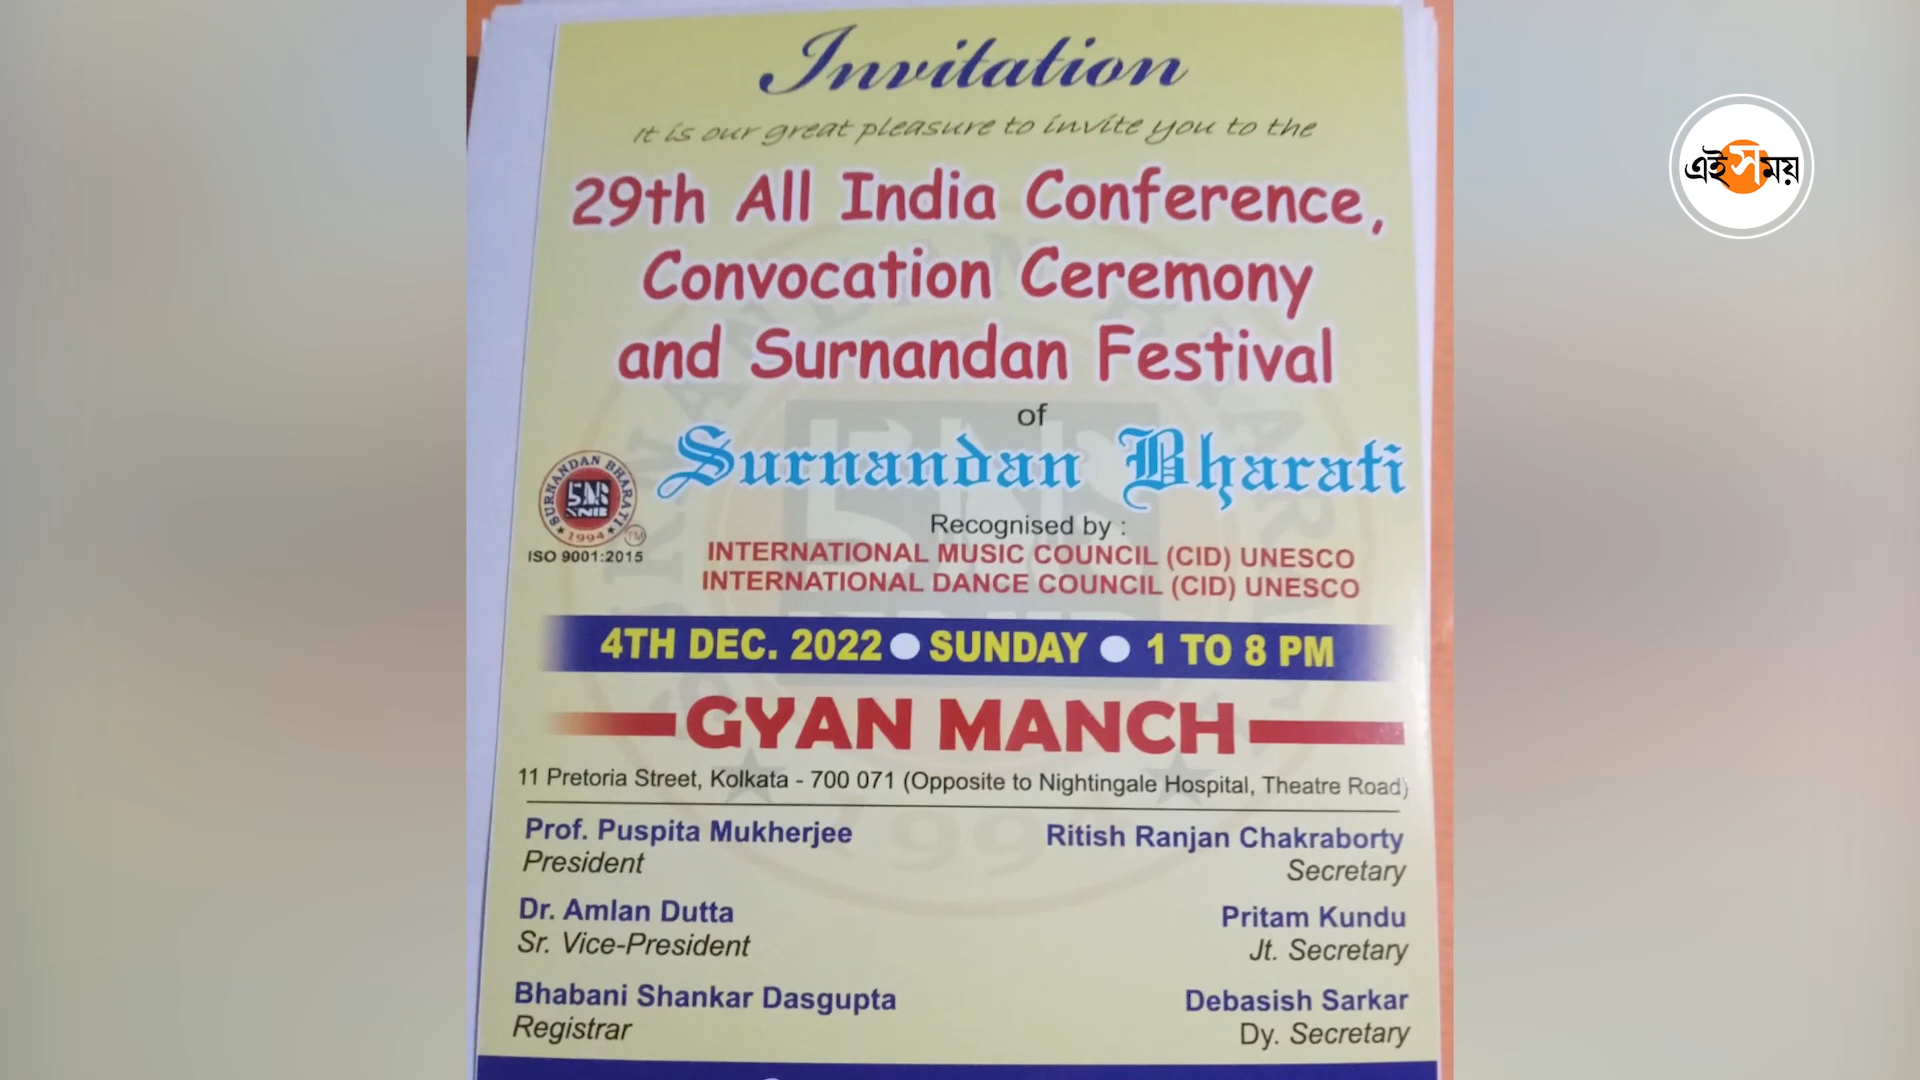 Invitation
It is our great pleasure to invite you to the
29th All India Conference,
Convocation Ceremony
and Surnandan Festival
of
Surnandan Bharati
SURNANDAN BHARATI
SNB
1994
TM
ISO 9001:2015
Recognised by :
INTERNATIONAL MUSIC COUNCIL (CID) UNESCO
INTERNATIONAL DANCE COUNCIL (CID) UNESCO
4TH DEC. 2022 ● SUNDAY ● 1 TO 8 PM
GYAN MANCH
11 Pretoria Street, Kolkata - 700 071 (Opposite to Nightingale Hospital, Theatre Road)
Prof. Puspita Mukherjee
President
Ritish Ranjan Chakraborty
Secretary
Dr. Amlan Dutta
Sr. Vice-President
Pritam Kundu
Jt. Secretary
Bhabani Shankar Dasgupta
Registrar
Debasish Sarkar
Dy. Secretary
এই সময়